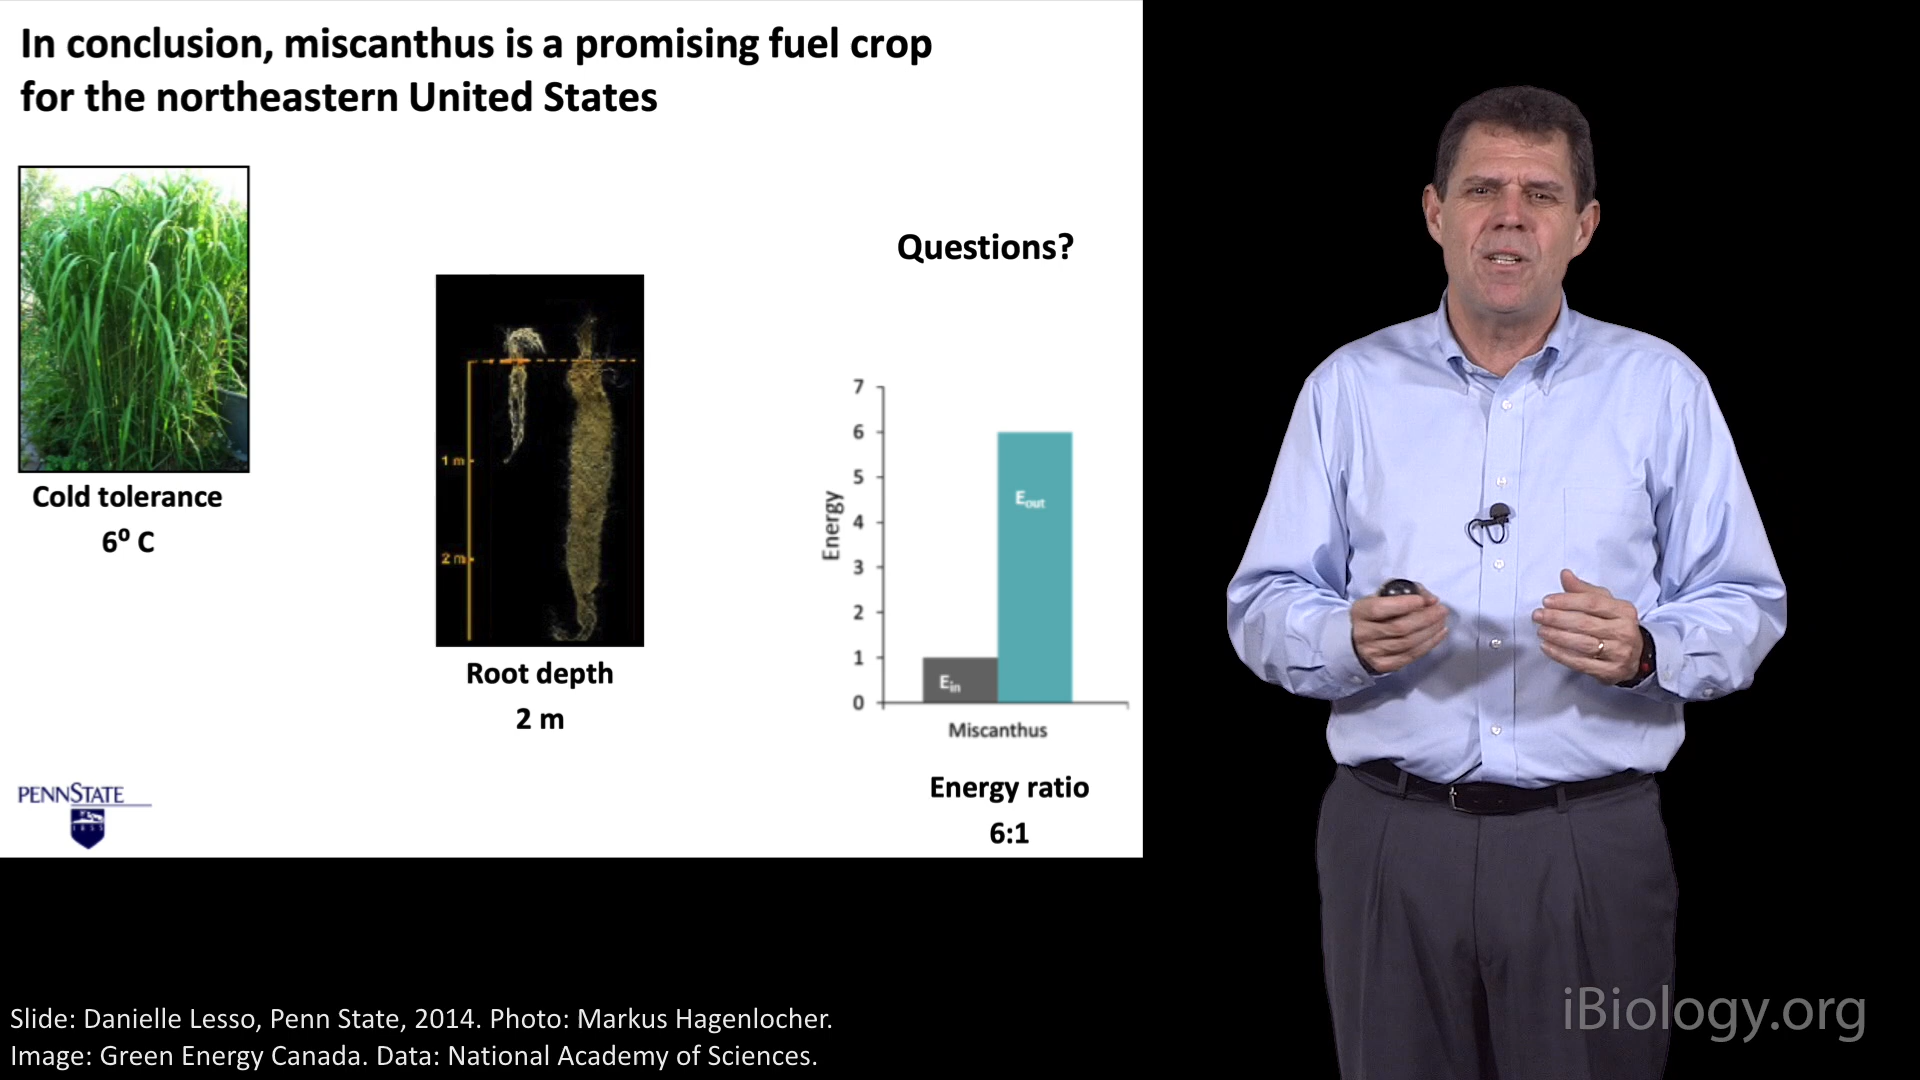 In conclusion, miscanthus is a promising fuel crop
for the northeastern United States
Cold tolerance
6⁰ C
1 m
2 m
Root depth
2 m
Questions?
7
6
5
4
3
2
1
0
Energy
E in
E out
Miscanthus
Energy ratio
6:1
PENNSTATE
1855
Slide: Danielle Lesso, Penn State, 2014. Photo: Markus Hagenlocher.
Image: Green Energy Canada. Data: National Academy of Sciences.
iBiology.org